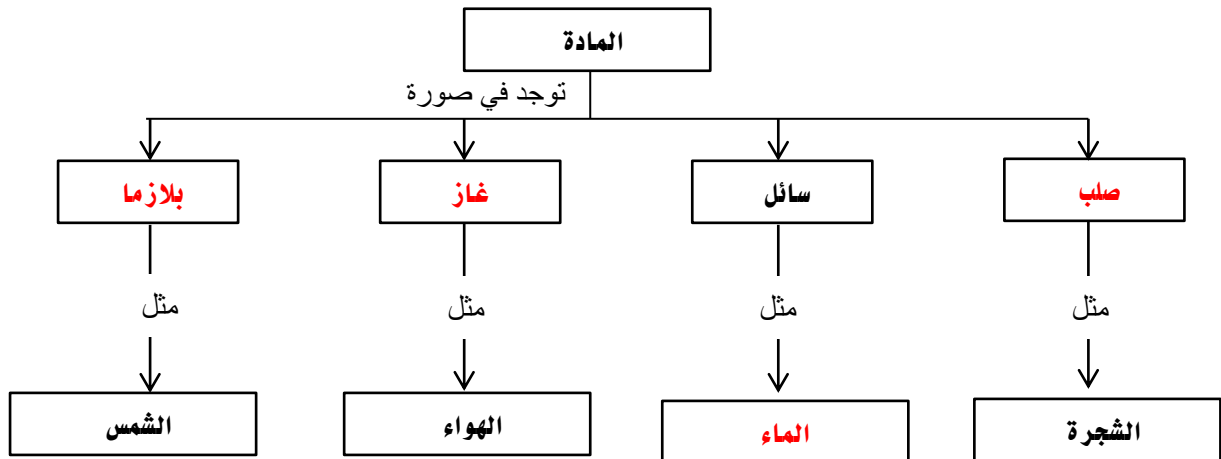 المادة
توجد في صورة
صلب سائل غاز بلازما
مثل مثل مثل مثل
الشجرة الماء الهواء الشمس